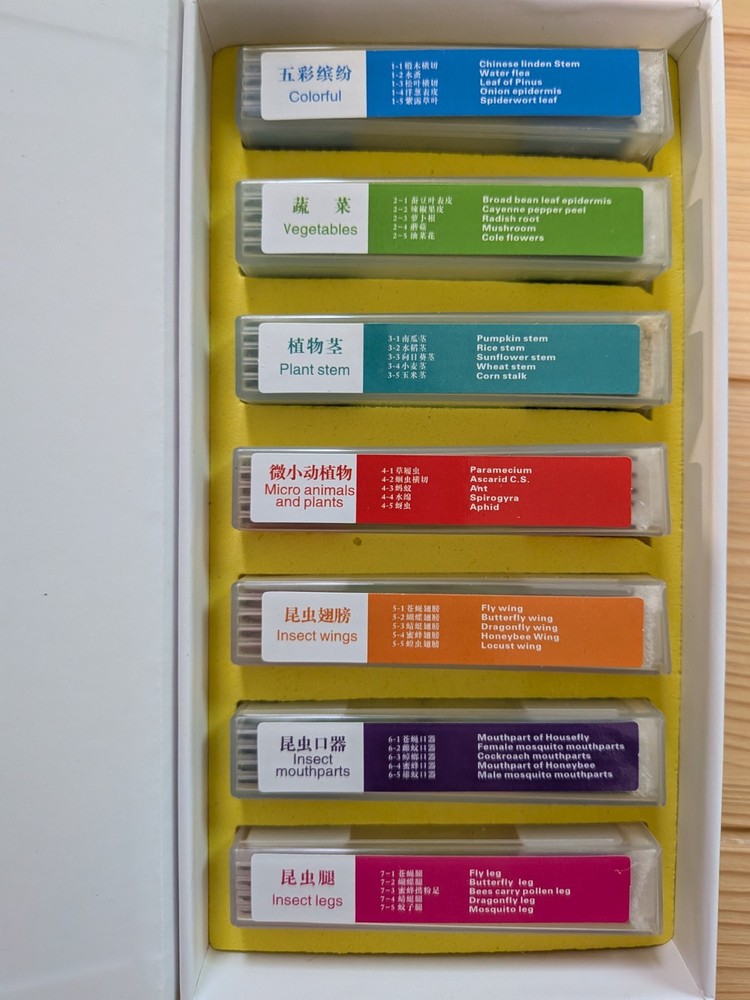 五彩缤纷
Colorful
1-1 椴木横切 Chinese linden Stem
1-2 水蚤 Water flea
1-3 松叶横切 Leaf of Pinus
1-4 洋葱表皮 Onion epidermis
1-5 紫露草叶 Spiderwort leaf
蔬 菜
Vegetables
2-1 蚕豆叶表皮 Broad bean leaf epidermis
2-2 辣椒果皮 Cayenne pepper peel
2-3 萝卜根 Radish root
2-4 蘑菇 Mushroom
2-5 油菜花 Cole flowers
植物茎
Plant stem
3-1 南瓜茎 Pumpkin stem
3-2 水稻茎 Rice stem
3-3 向日葵茎 Sunflower stem
3-4 小麦茎 Wheat stem
3-5 玉米茎 Corn stalk
微小动植物
Micro animals
and plants
4-1 草履虫 Paramecium
4-2 蛔虫横切 Ascarid C.S.
4-3 蚂蚁 Ant
4-4 水绵 Spirogyra
4-5 蚜虫 Aphid
昆虫翅膀
Insect wings
5-1 苍蝇翅膀 Fly wing
5-2 蝴蝶翅膀 Butterfly wing
5-3 蜻蜓翅膀 Dragonfly wing
5-4 蜜蜂翅膀 Honeybee Wing
5-5 蝗虫翅膀 Locust wing
昆虫口器
Insect
mouthparts
6-1 苍蝇口器 Mouthpart of Housefly
6-2 雌蚊口器 Female mosquito mouthparts
6-3 蟑螂口器 Cockroach mouthparts
6-4 蜜蜂口器 Mouthpart of Honeybee
6-5 雄蚊口器 Male mosquito mouthparts
昆虫腿
Insect legs
7-1 苍蝇腿 Fly leg
7-2 蝴蝶腿 Butterfly leg
7-3 蜜蜂携粉足 Bees carry pollen leg
7-4 蜻蜓腿 Dragonfly leg
7-5 蚊子腿 Mosquito leg